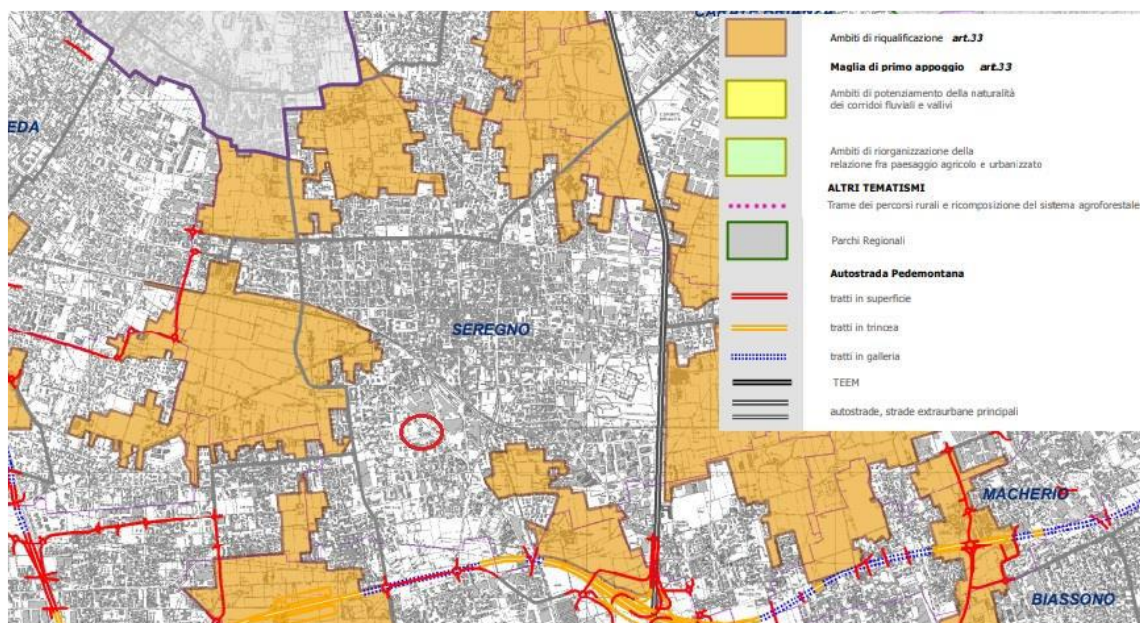 CARATE BRIANZA
EDA
SEREGNO
MACHERIO
BIASSONO
Ambiti di riqualificazione art.33
Maglia di primo appoggio art.33
Ambiti di potenziamento della naturalità
dei corridoi fluviali e vallivi
Ambiti di riorganizzazione della
relazione fra paesaggio agricolo e urbanizzato
ALTRI TEMATISMI
Trame dei percorsi rurali e ricomposizione del sistema agroforestale
Parchi Regionali
Autostrada Pedemontana
tratti in superficie
tratti in trincea
tratti in galleria
TEEM
autostrade, strade extraurbane principali